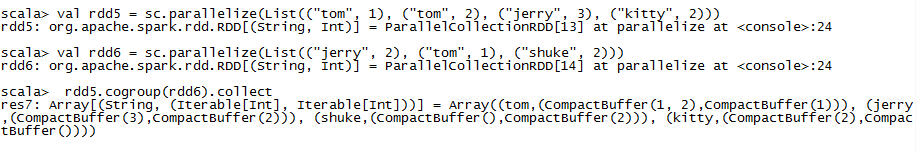 scala> val rdd5 = sc.parallelize(List(("tom", 1), ("tom", 2), ("jerry", 3), ("kitty", 2)))
rdd5: org.apache.spark.rdd.RDD[(String, Int)] = ParallelCollectionRDD[13] at parallelize at <console>:24
scala> val rdd6 = sc.parallelize(List(("jerry", 2), ("tom", 1), ("shuke", 2)))
rdd6: org.apache.spark.rdd.RDD[(String, Int)] = ParallelCollectionRDD[14] at parallelize at <console>:24
scala>  rdd5.cogroup(rdd6).collect
res7: Array[(String, (Iterable[Int], Iterable[Int]))] = Array((tom,(CompactBuffer(1, 2),CompactBuffer(1))), (jerry
,(CompactBuffer(3),CompactBuffer(2))), (shuke,(CompactBuffer(),CompactBuffer(2))), (kitty,(CompactBuffer(2),Compac
tBuffer())))